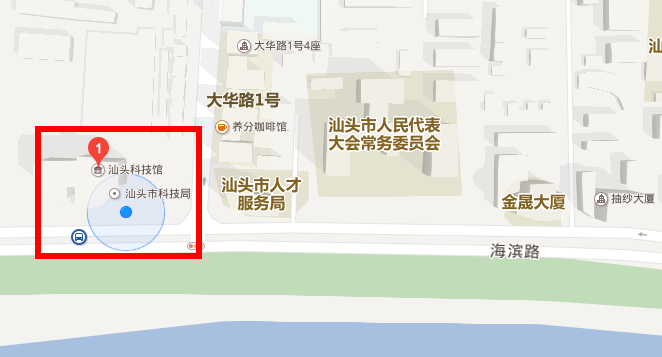 大华路1号4座
汕
大华路1号
养分咖啡馆
汕头市人民代表
大会常务委员会
1
汕头科技馆
汕头市科技局
汕头市人才
服务局
金晟大厦
抽纱大厦
海滨路